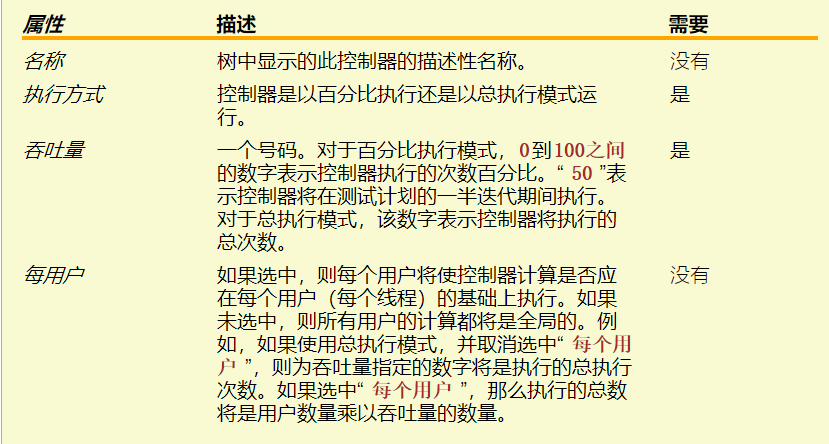 属性 描述 需要
名称 树中显示的此控制器的描述性名称。 没有
执行方式 控制器是以百分比执行还是以总执行模式运 是
行。
吞吐量 一个号码。对于百分比执行模式，0到100之间 是
的数字表示控制器执行的次数百分比。“ 50 ”表
示控制器将在测试计划的一半迭代期间执行。
对于总执行模式，该数字表示控制器将执行的
总次数。
每用户 如果选中，则每个用户将使控制器计算是否应 没有
在每个用户（每个线程）的基础上执行。如果
未选中，则所有用户的计算都将是全局的。例
如，如果使用总执行模式，并取消选中“ 每个用
户 ”，则为吞吐量指定的数字将是执行的总执行
次数。如果选中“ 每个用户 ”，那么执行的总数
将是用户数量乘以吞吐量的数量。